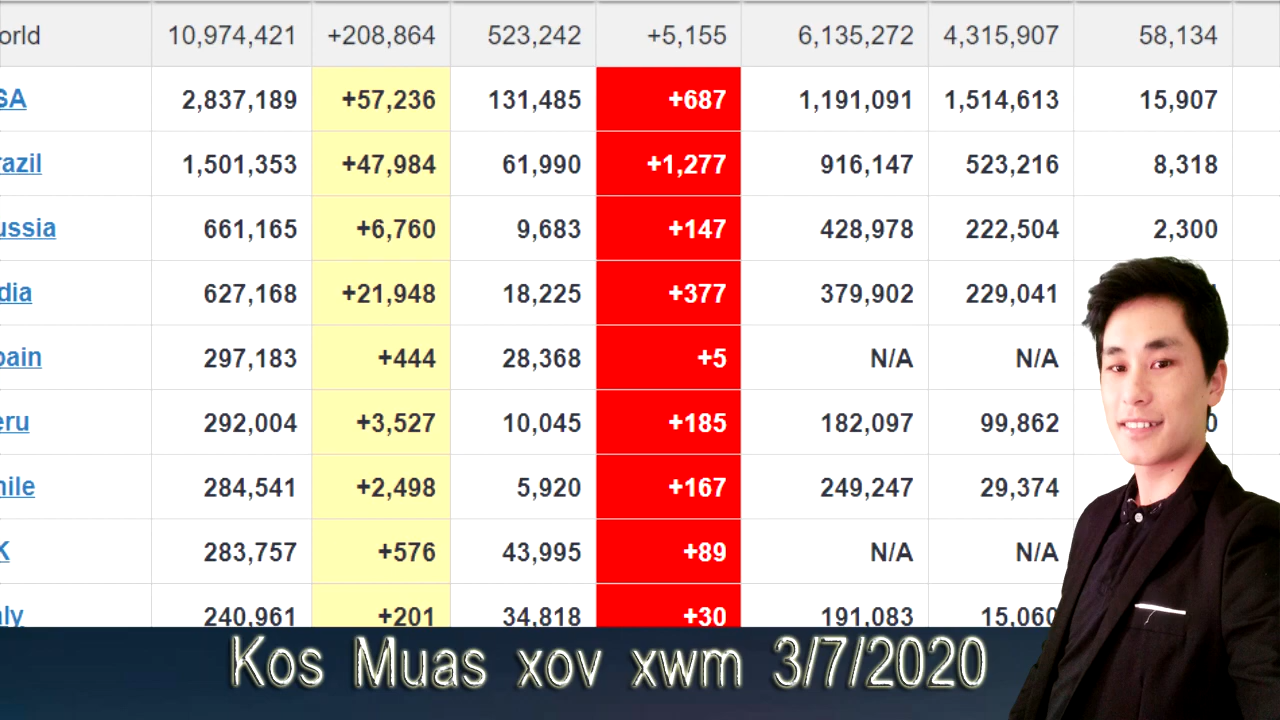 orld 10,974,421 +208,864 523,242 +5,155 6,135,272 4,315,907 58,134
SA 2,837,189 +57,236 131,485 +687 1,191,091 1,514,613 15,907
razil 1,501,353 +47,984 61,990 +1,277 916,147 523,216 8,318
ussia 661,165 +6,760 9,683 +147 428,978 222,504 2,300
dia 627,168 +21,948 18,225 +377 379,902 229,041
pain 297,183 +444 28,368 +5 N/A N/A
eru 292,004 +3,527 10,045 +185 182,097 99,862 0
hile 284,541 +2,498 5,920 +167 249,247 29,374
K 283,757 +576 43,995 +89 N/A N/A
aly 240,961 +201 34,818 +30 191,083 15,060
Kos Muas xov xwm 3/7/2020